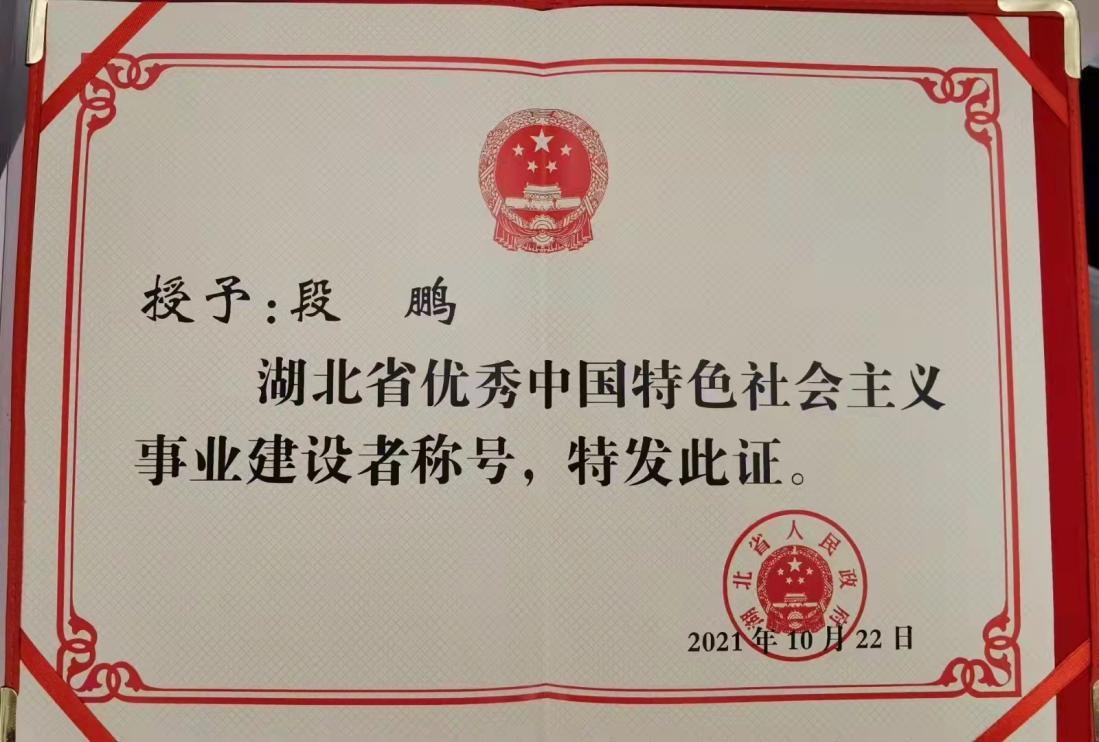 授予：段 鹏
湖北省优秀中国特色社会主义
事业建设者称号，特发此证。
湖北省人民政府
2021年10月22日